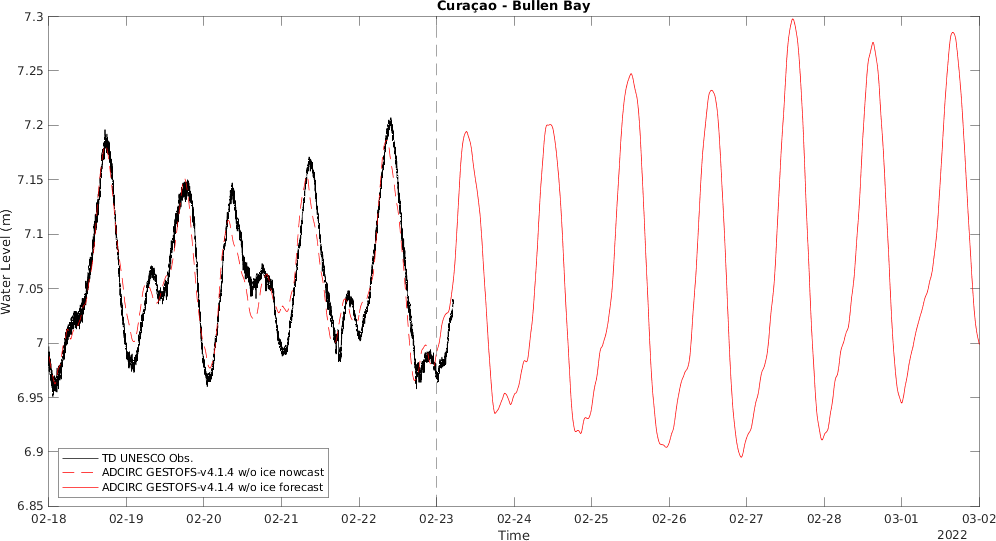 Curaçao - Bullen Bay
7.3
7.25
7.2
7.15
7.1
7.05
7
6.95
6.9
6.85
Water Level (m)
TD UNESCO Obs.
ADCIRC GESTOFS-v4.1.4 w/o ice nowcast
ADCIRC GESTOFS-v4.1.4 w/o ice forecast
02-18 02-19 02-20 02-21 02-22 02-23 02-24 02-25 02-26 02-27 02-28 03-01 03-02
Time
2022